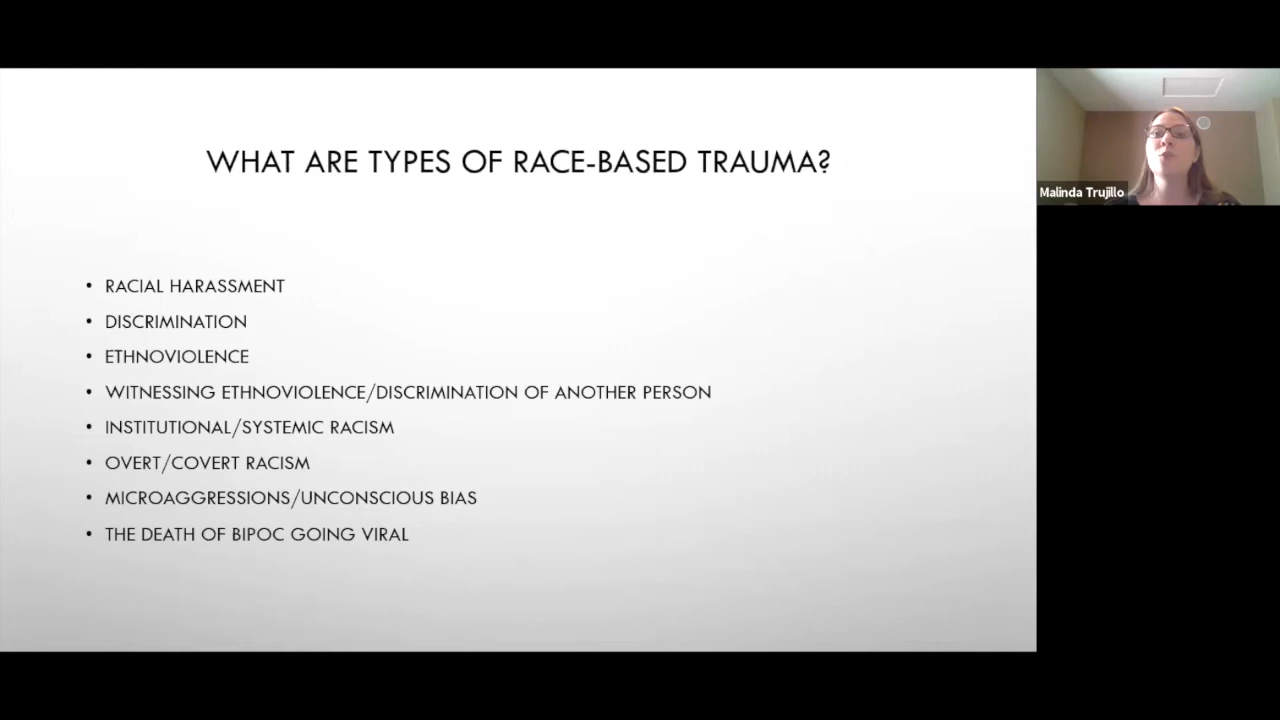 WHAT ARE TYPES OF RACE-BASED TRAUMA?
• RACIAL HARASSMENT
• DISCRIMINATION
• ETHNOVIOLENCE
• WITNESSING ETHNOVIOLENCE/DISCRIMINATION OF ANOTHER PERSON
• INSTITUTIONAL/SYSTEMIC RACISM
• OVERT/COVERT RACISM
• MICROAGGRESSIONS/UNCONSCIOUS BIAS
• THE DEATH OF BIPOC GOING VIRAL
Malinda Trujillo